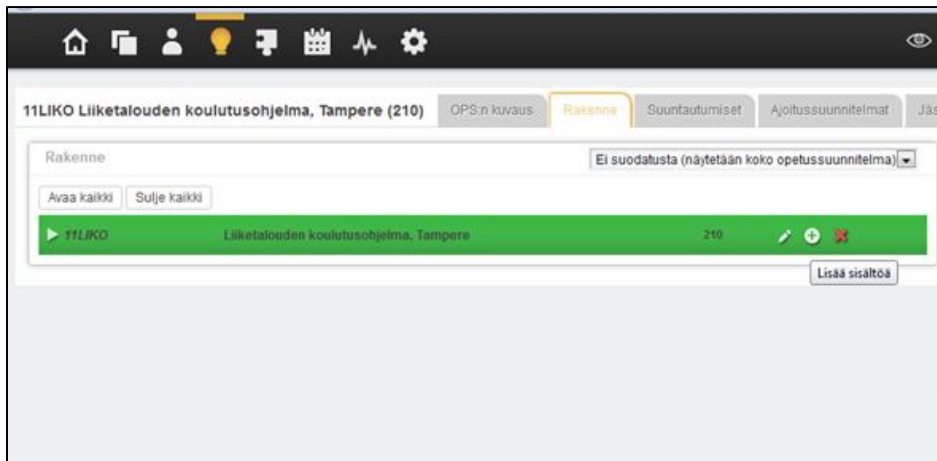 11LIKO Liiketalouden koulutusohjelma, Tampere (210) OPS:n kuvaus Rakenne Suuntautumiset Ajoitussuunnitelmat Jäs
Rakenne Ei suodatusta (näytetään koko opetussuunnitelma)
Avaa kaikki Sulje kaikki
11LIKO Liiketalouden koulutusohjelma, Tampere 210
Lisää sisältöä